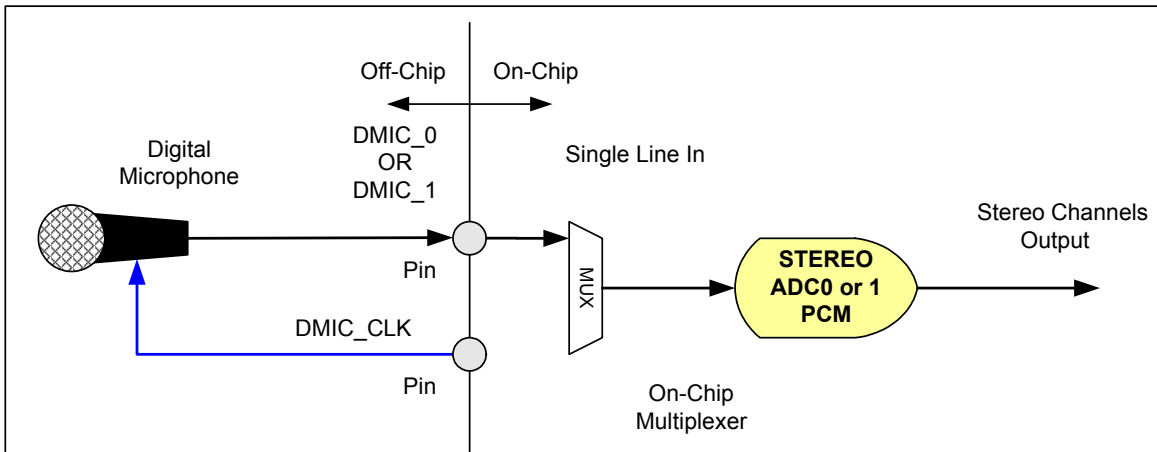 Off-Chip
On-Chip
DMIC_0
OR
DMIC_1
Digital
Microphone
Single Line In
Pin
MUX
STEREO
ADC0 or 1
PCM
Stereo Channels
Output
DMIC_CLK
Pin
On-Chip
Multiplexer